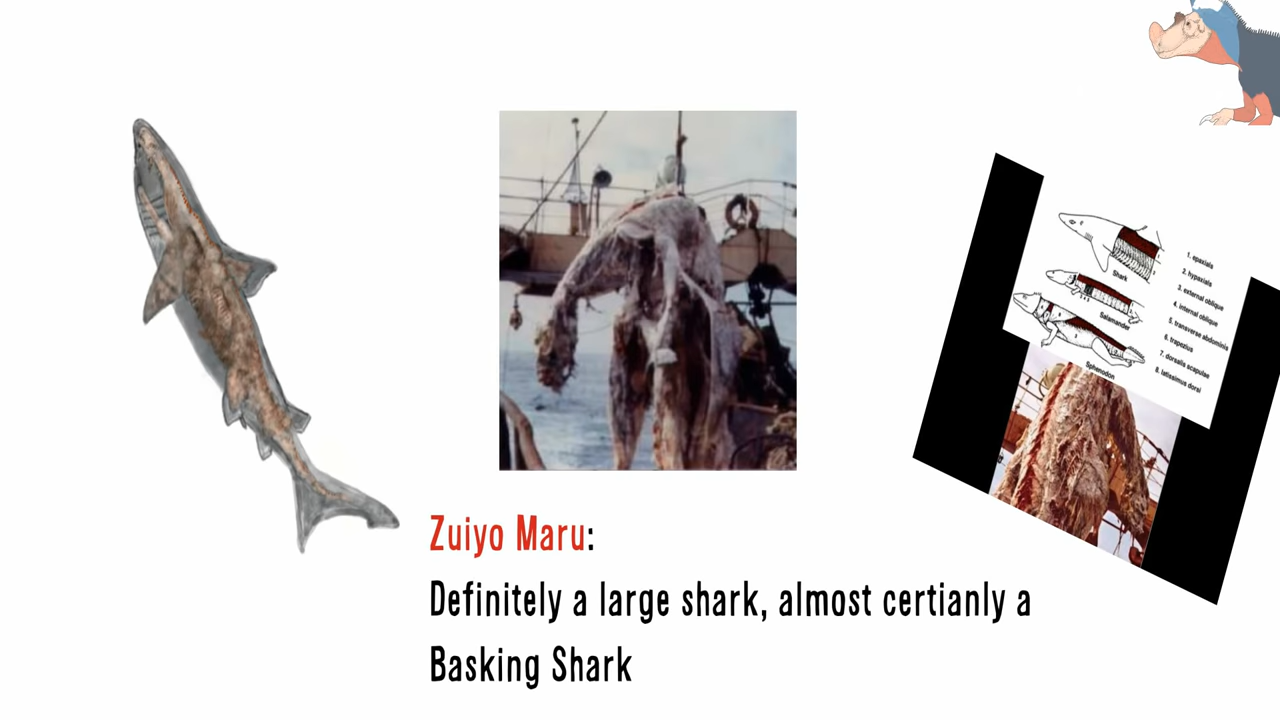 Shark
Salamander
Sphenodon
1. epaxials
2. hypaxials
3. external oblique
4. internal oblique
5. transverse abdominis
6. trapezius
7. dorsalis scapulae
8. latissimus dorsi
Zuiyo Maru:
Definitely a large shark, almost certianly a
Basking Shark